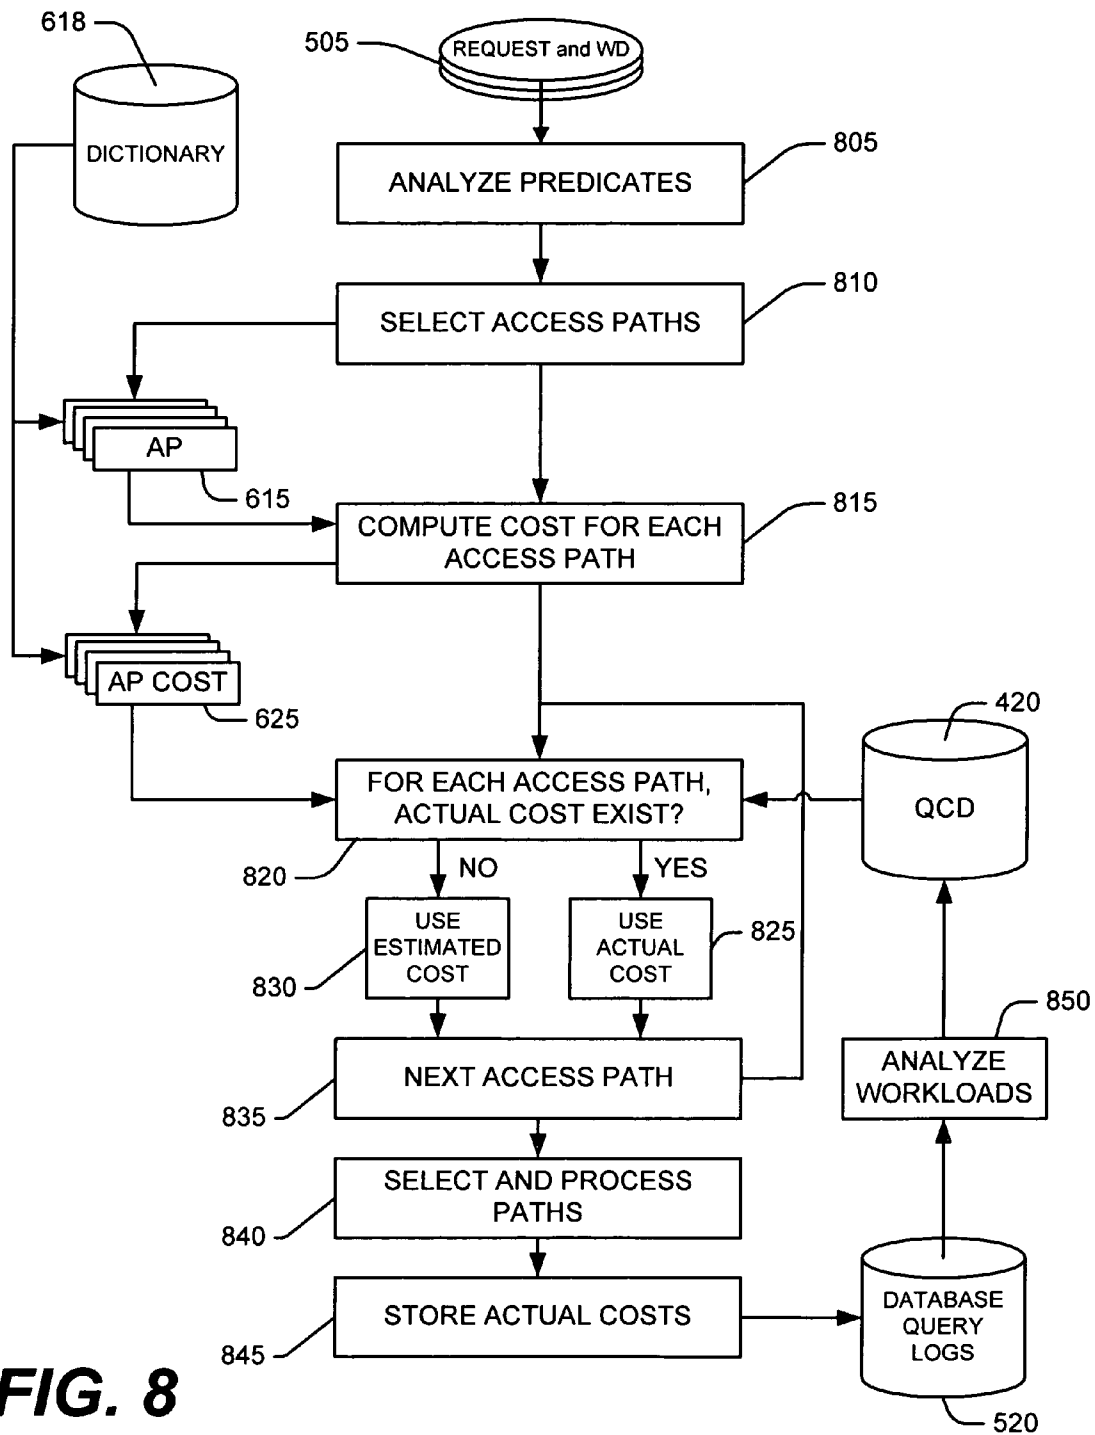 618
505
REQUEST and WD
DICTIONARY
805
ANALYZE PREDICATES
810
SELECT ACCESS PATHS
AP
615
815
COMPUTE COST FOR EACH
ACCESS PATH
AP COST
625
420
QCD
FOR EACH ACCESS PATH,
ACTUAL COST EXIST?
820
NO
YES
USE
ESTIMATED
COST
830
USE
ACTUAL
COST
825
850
ANALYZE
WORKLOADS
NEXT ACCESS PATH
835
SELECT AND PROCESS
PATHS
840
STORE ACTUAL COSTS
845
DATABASE
QUERY
LOGS
520
FIG. 8